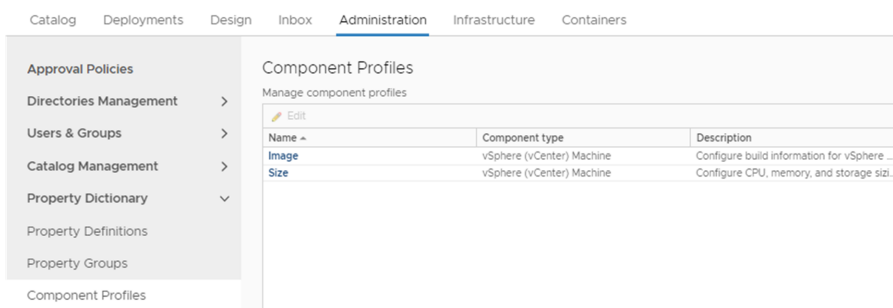 Catalog Deployments Design Inbox Administration Infrastructure Containers
Approval Policies
Directories Management
Users & Groups
Catalog Management
Property Dictionary
Property Definitions
Property Groups
Component Profiles
Component Profiles
Manage component profiles
Edit
Name Component type Description
Image vSphere (vCenter) Machine Configure build information for vSphere ...
Size vSphere (vCenter) Machine Configure CPU, memory, and storage sizi...